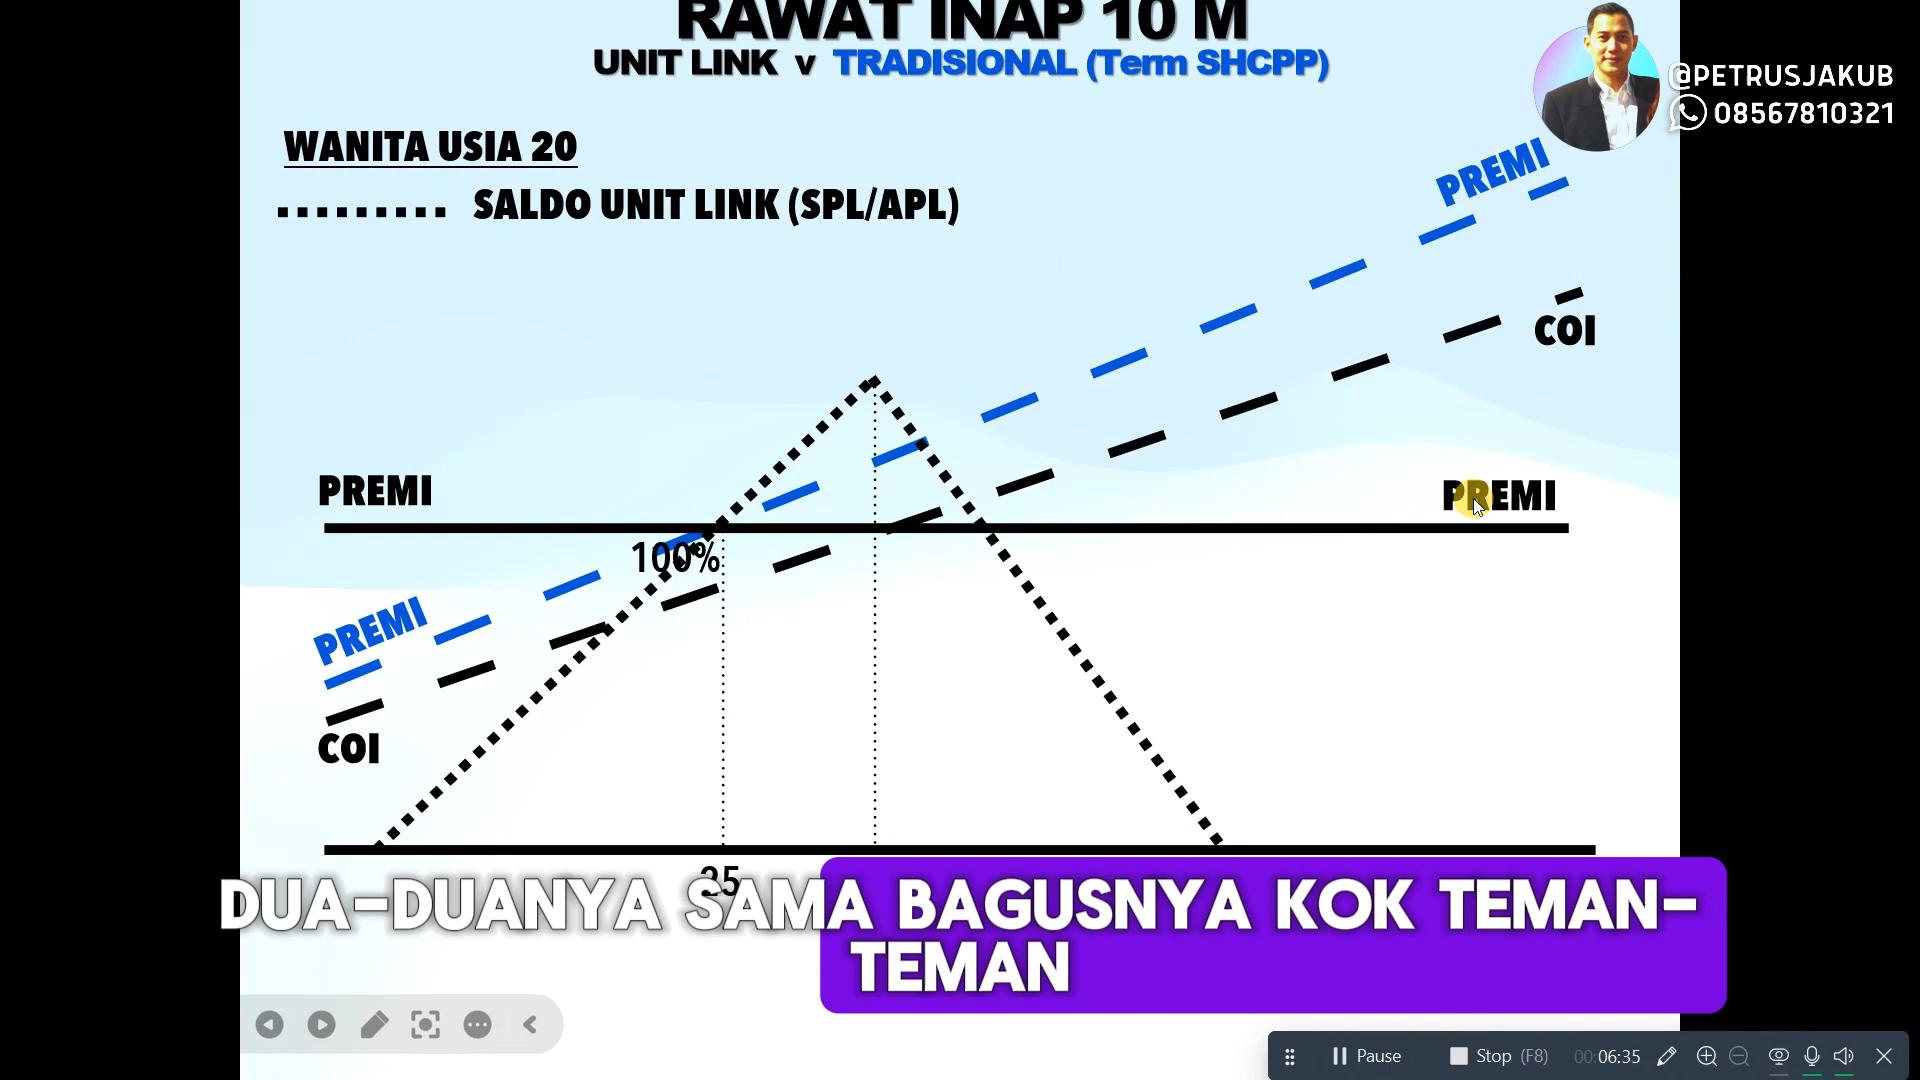 RAWAT INAP 10 M
UNIT LINK v TRADISIONAL (Term SHCPP)
@PETRUSJAKUB
08567810321
WANITA USIA 20
SALDO UNIT LINK (SPL/APL)
PREMI
COI
PREMI
PREMI
100%
PREMI
COI
25
DUA-DUANYA SAMA BAGUSNYA KOK TEMAN-
TEMAN
Pause
Stop (F8)
00:06:35